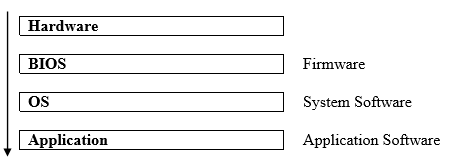 Hardware
BIOS Firmware
OS System Software
Application Application Software